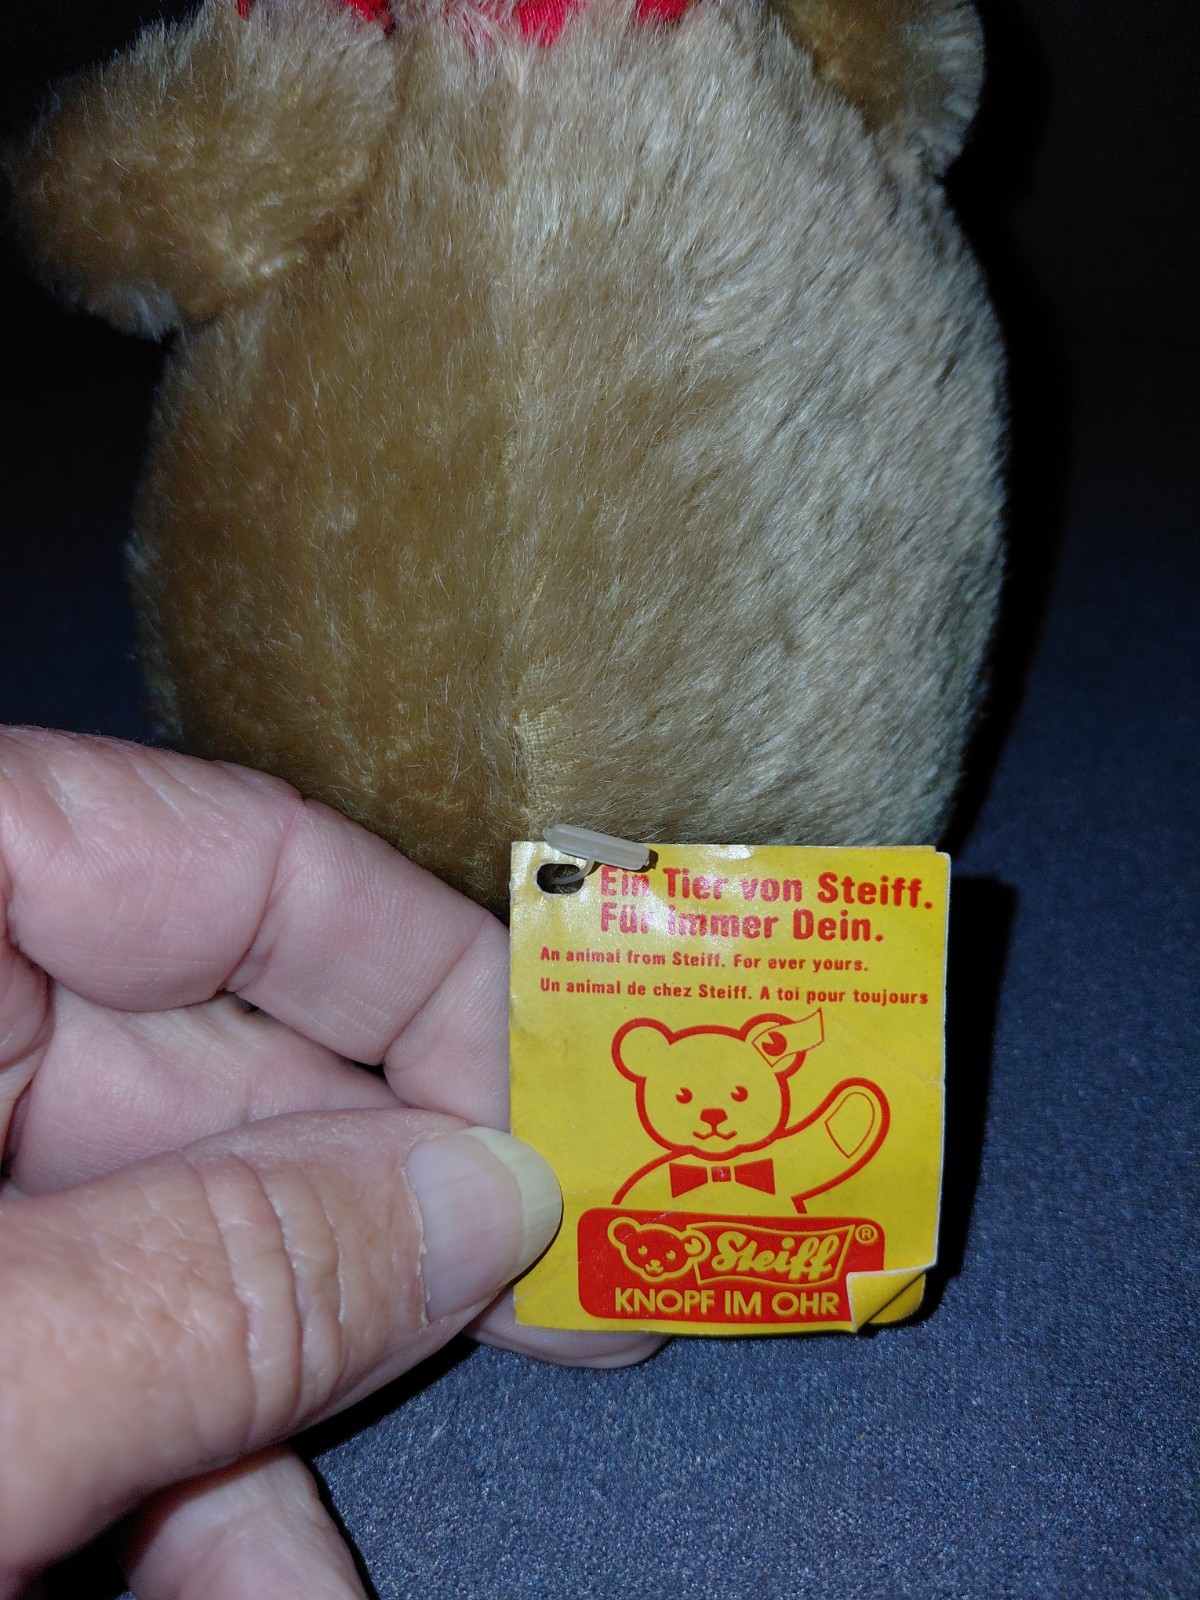 Ein Tier von Steiff.
Für immer Dein.
An animal from Steiff. For ever yours.
Un animal de chez Steiff. A toi pour toujours
Steiff ®
KNOPF IM OHR